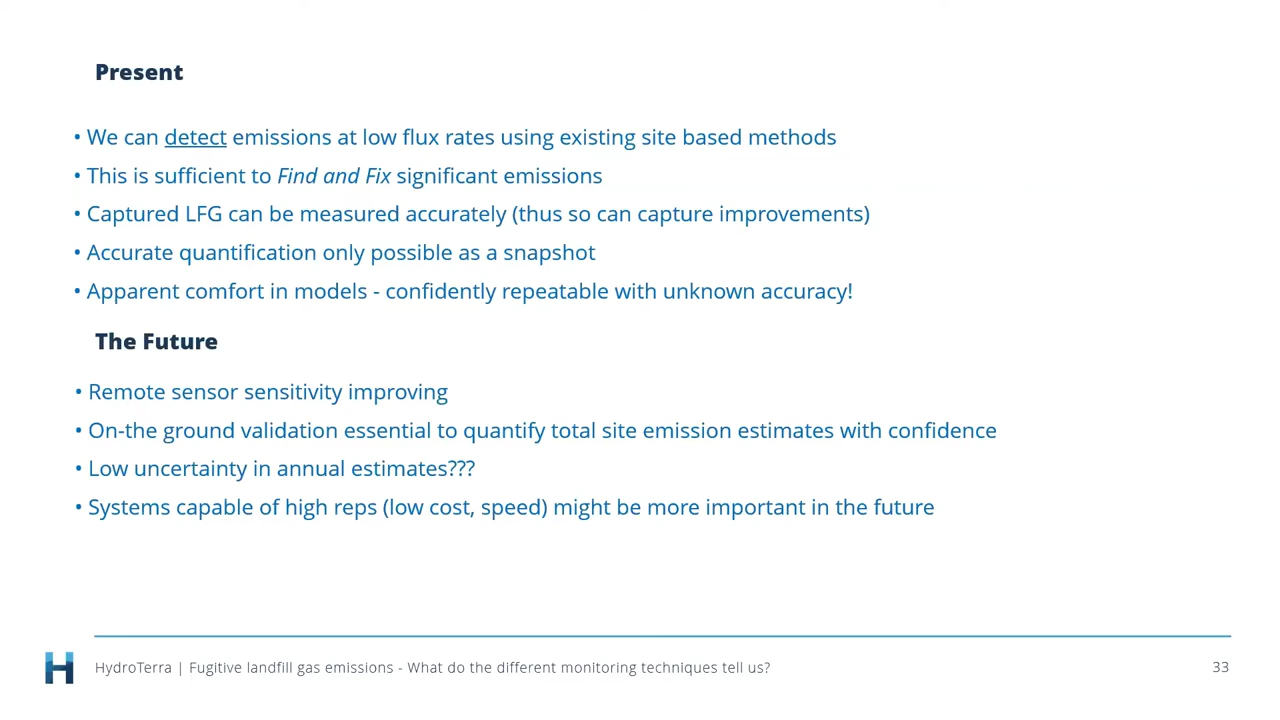 Present
• We can detect emissions at low flux rates using existing site based methods
• This is sufficient to Find and Fix significant emissions
• Captured LFG can be measured accurately (thus so can capture improvements)
• Accurate quantification only possible as a snapshot
• Apparent comfort in models - confidently repeatable with unknown accuracy!
The Future
• Remote sensor sensitivity improving
• On-the ground validation essential to quantify total site emission estimates with confidence
• Low uncertainty in annual estimates???
• Systems capable of high reps (low cost, speed) might be more important in the future
HydroTerra | Fugitive landfill gas emissions - What do the different monitoring techniques tell us? 33